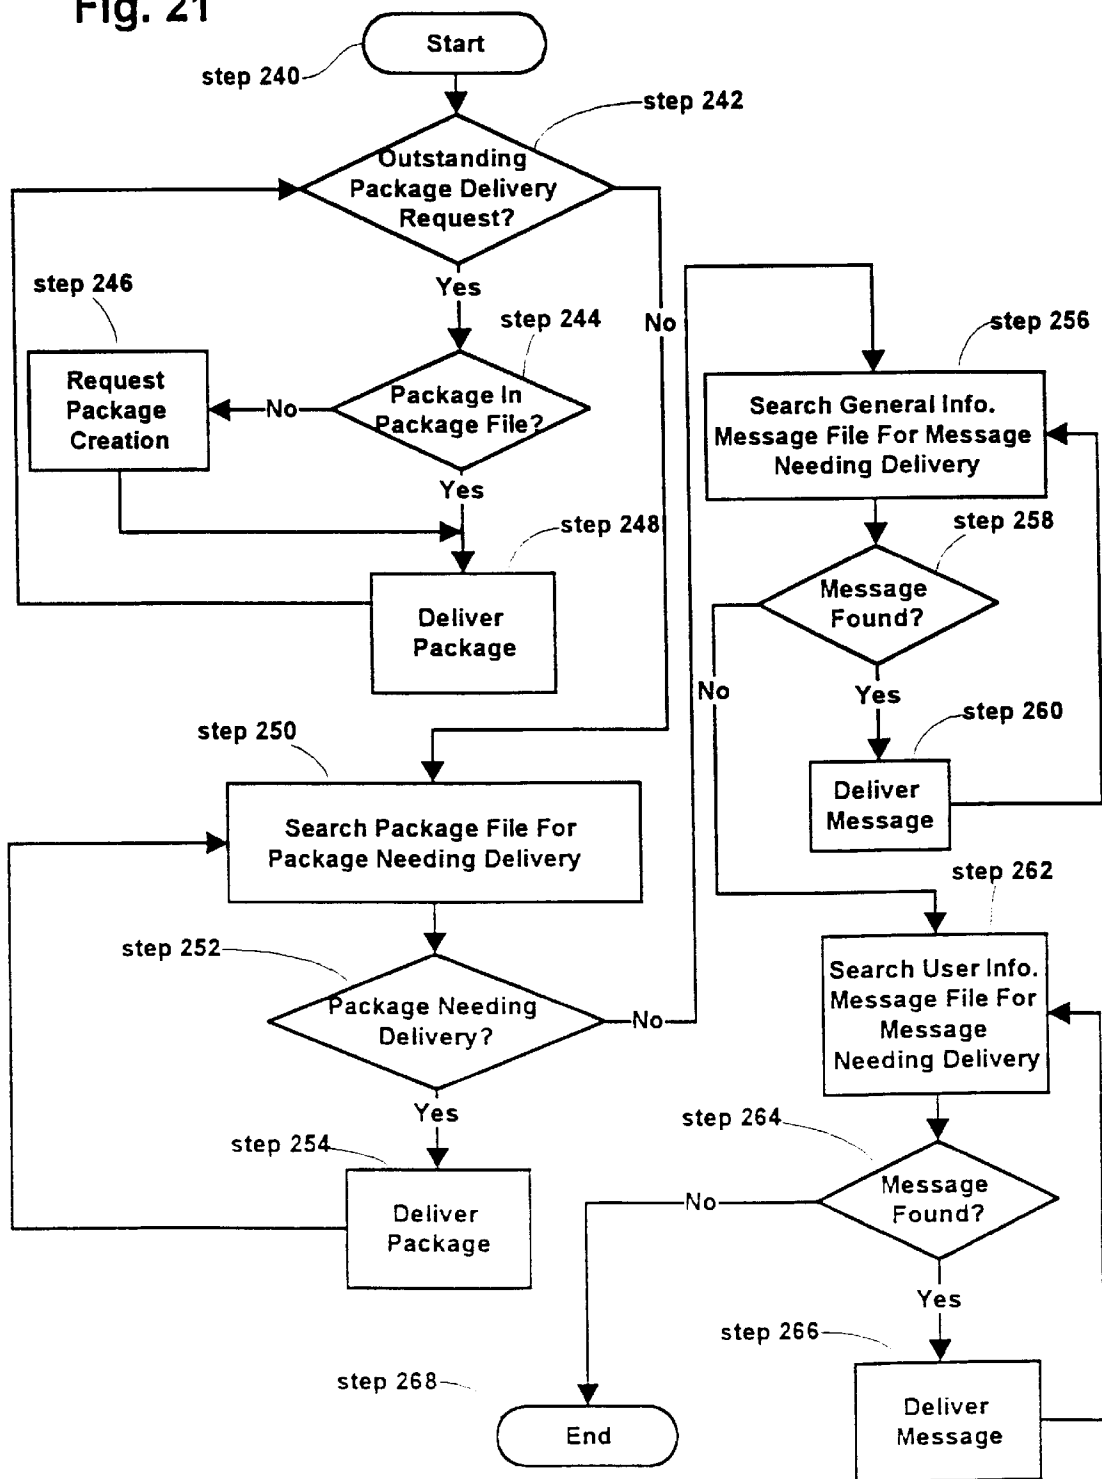 Fig. 21
Start
step 240
step 242
Outstanding
Package Delivery
Request?
Yes
No
step 246
step 244
Request
Package
Creation
No
Package In
Package File?
Yes
step 248
Deliver
Package
step 250
Search Package File For
Package Needing Delivery
step 252
Package Needing
Delivery?
No
Yes
step 254
Deliver
Package
step 256
Search General Info.
Message File For Message
Needing Delivery
step 258
Message
Found?
No
Yes
step 260
Deliver
Message
step 262
Search User Info.
Message File For
Message
Needing Delivery
step 264
Message
Found?
No
Yes
step 266
Deliver
Message
step 268
End